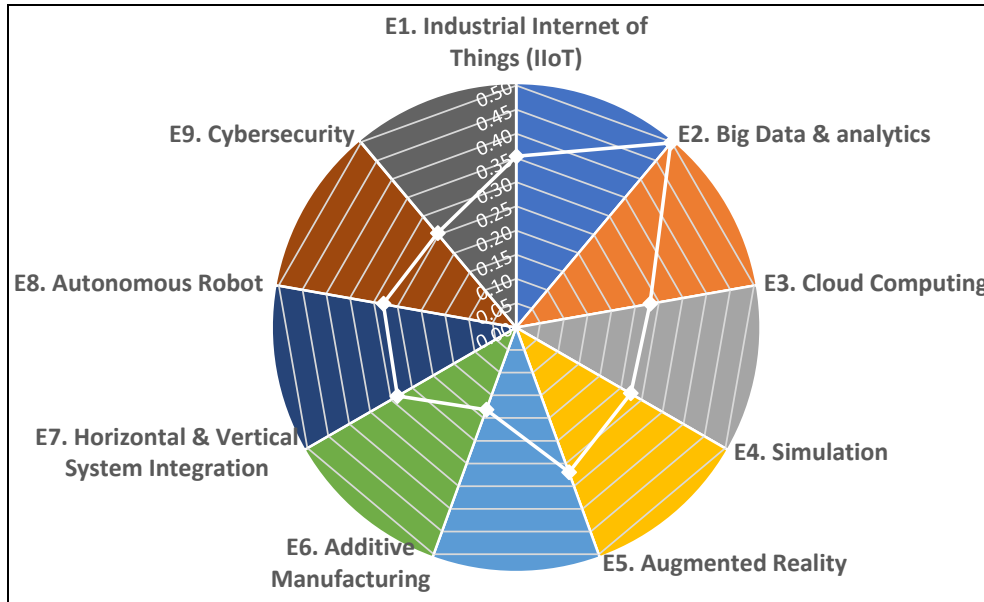 E1. Industrial Internet of
Things (IIoT)
0.50
0.45
0.40
0.35
0.30
0.25
0.20
0.15
0.10
0.05
0.00
E2. Big Data & analytics
E3. Cloud Computing
E4. Simulation
E5. Augmented Reality
E6. Additive
Manufacturing
E7. Horizontal & Vertical
System Integration
E8. Autonomous Robot
E9. Cybersecurity